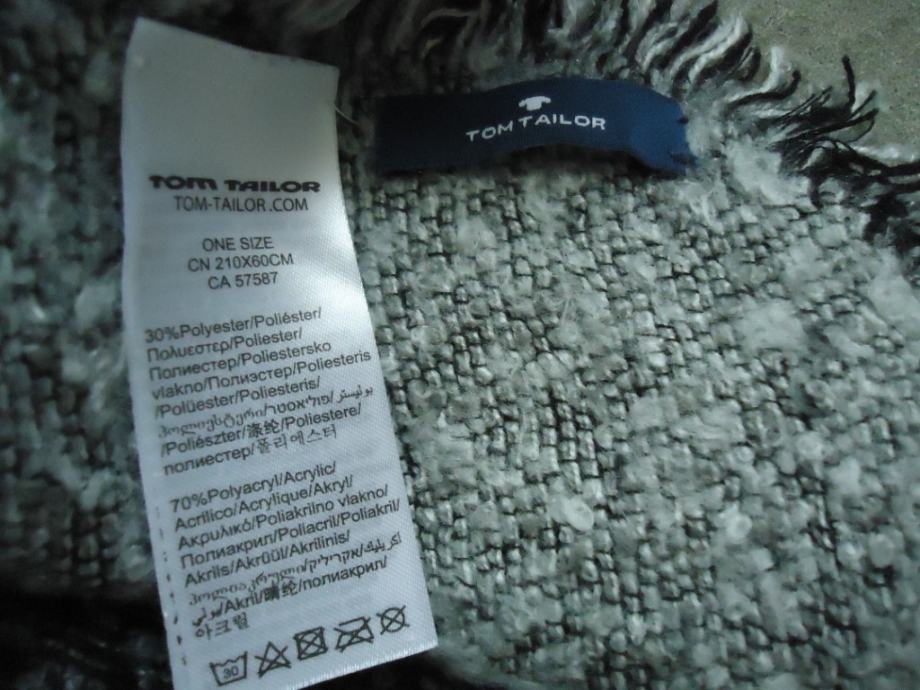 TOM TAILOR
TOM TAILOR
TOM-TAILOR.COM
ONE SIZE
CN 210X60CM
CA 57587
30%Polyester/Poliéster/
Πολυεστερ/Poliester/
Полиестер/Poliestersko
vlakno/Полиэстер/Poliesteris
/Polüester/Poliesteris/
პოლიესტერი/פוליאסטר/پوليستر
/Poliészter/涤纶/Poliestere/
полиестер/폴리에스터
70%Polyacryl/Acrylic/
Acrilico/Acrylique/Akryl/
Ακρυλικό/Poliakrilno vlakno/
Полиакрил/Poliacril/Poliakril/
Akrils/Akrüül/Akrilinis/
אקריליק/اكريليك/
/Akril/腈纶/полиакрил/
아크릴
30